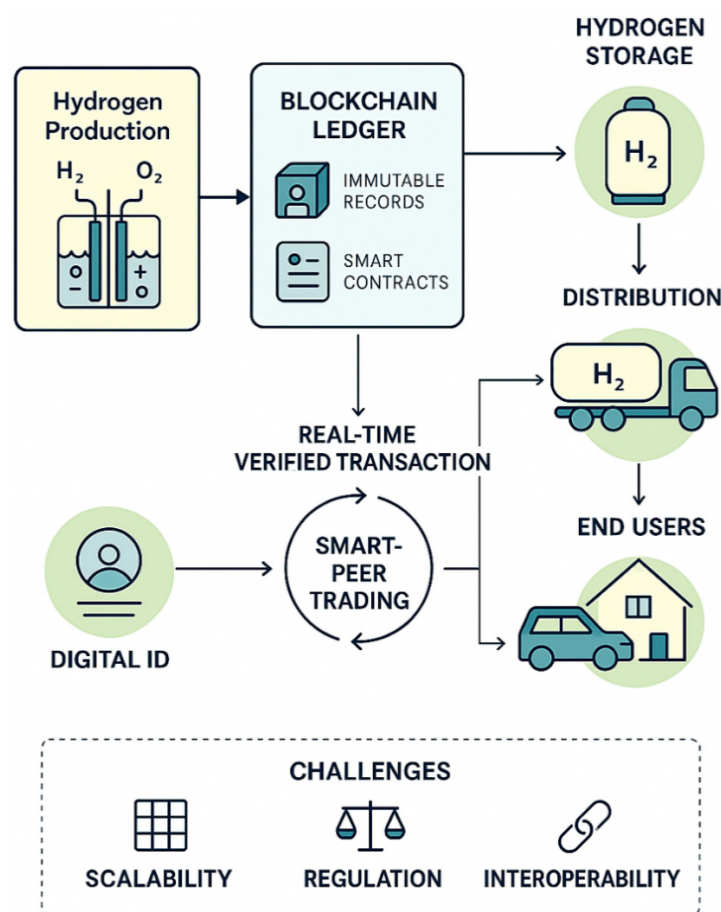 HYDROGEN
STORAGE
Hydrogen
Production
H₂ O₂
BLOCKCHAIN
LEDGER
IMMUTABLE
RECORDS
SMART
CONTRACTS
H₂
DISTRIBUTION
H₂
REAL-TIME
VERIFIED TRANSACTION
END USERS
SMART-
PEER
TRADING
DIGITAL ID
CHALLENGES
SCALABILITY
REGULATION
INTEROPERABILITY